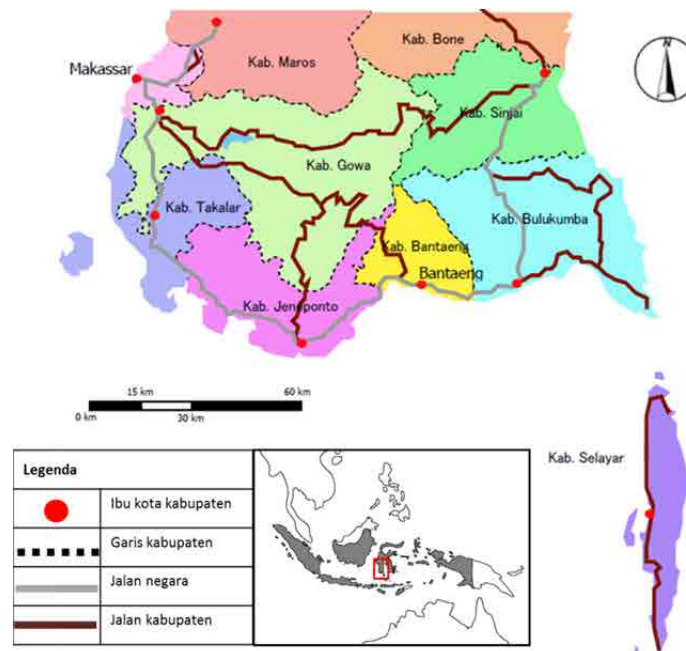 Kab. Bone
Kab. Maros
Makassar
Kab. Sinjai
Kab. Gowa
Kab. Takalar
Kab. Bulukumba
Kab. Bantaeng
Bantaeng
Kab. Jeneponto
15 km
60 km
0 km
30 km
Kab. Selayar
Legenda
Ibu kota kabupaten
Garis kabupaten
Jalan negara
Jalan kabupaten